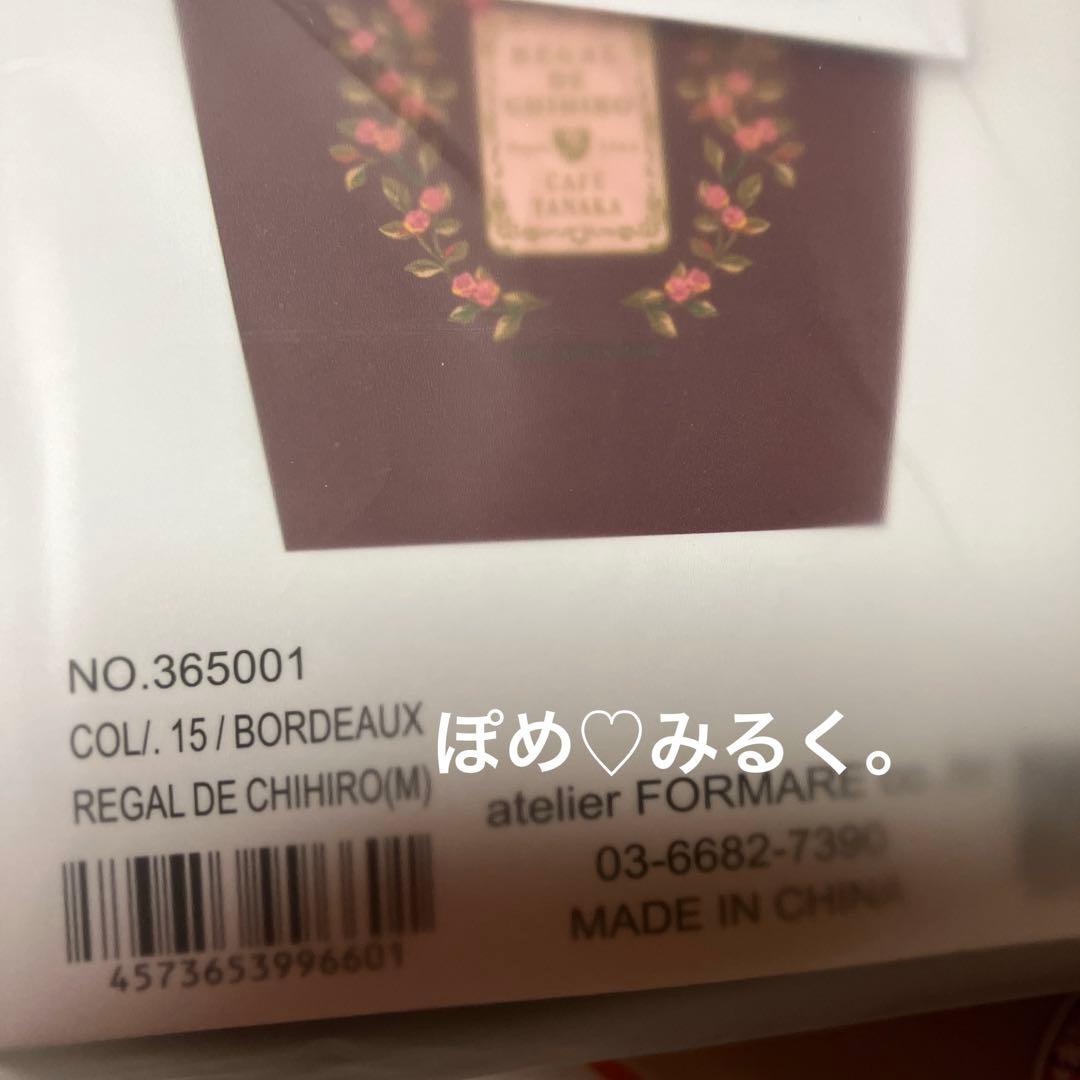 REGAL
DE
CHIHIRO
CAFÉ
TANAKA
NO.365001
COL/. 15 / BORDEAUX
REGAL DE CHIHIRO(M)
4573653996601
ぽめ♡みるく。
atelier FORMARE
03-6682-7390
MADE IN CHINA